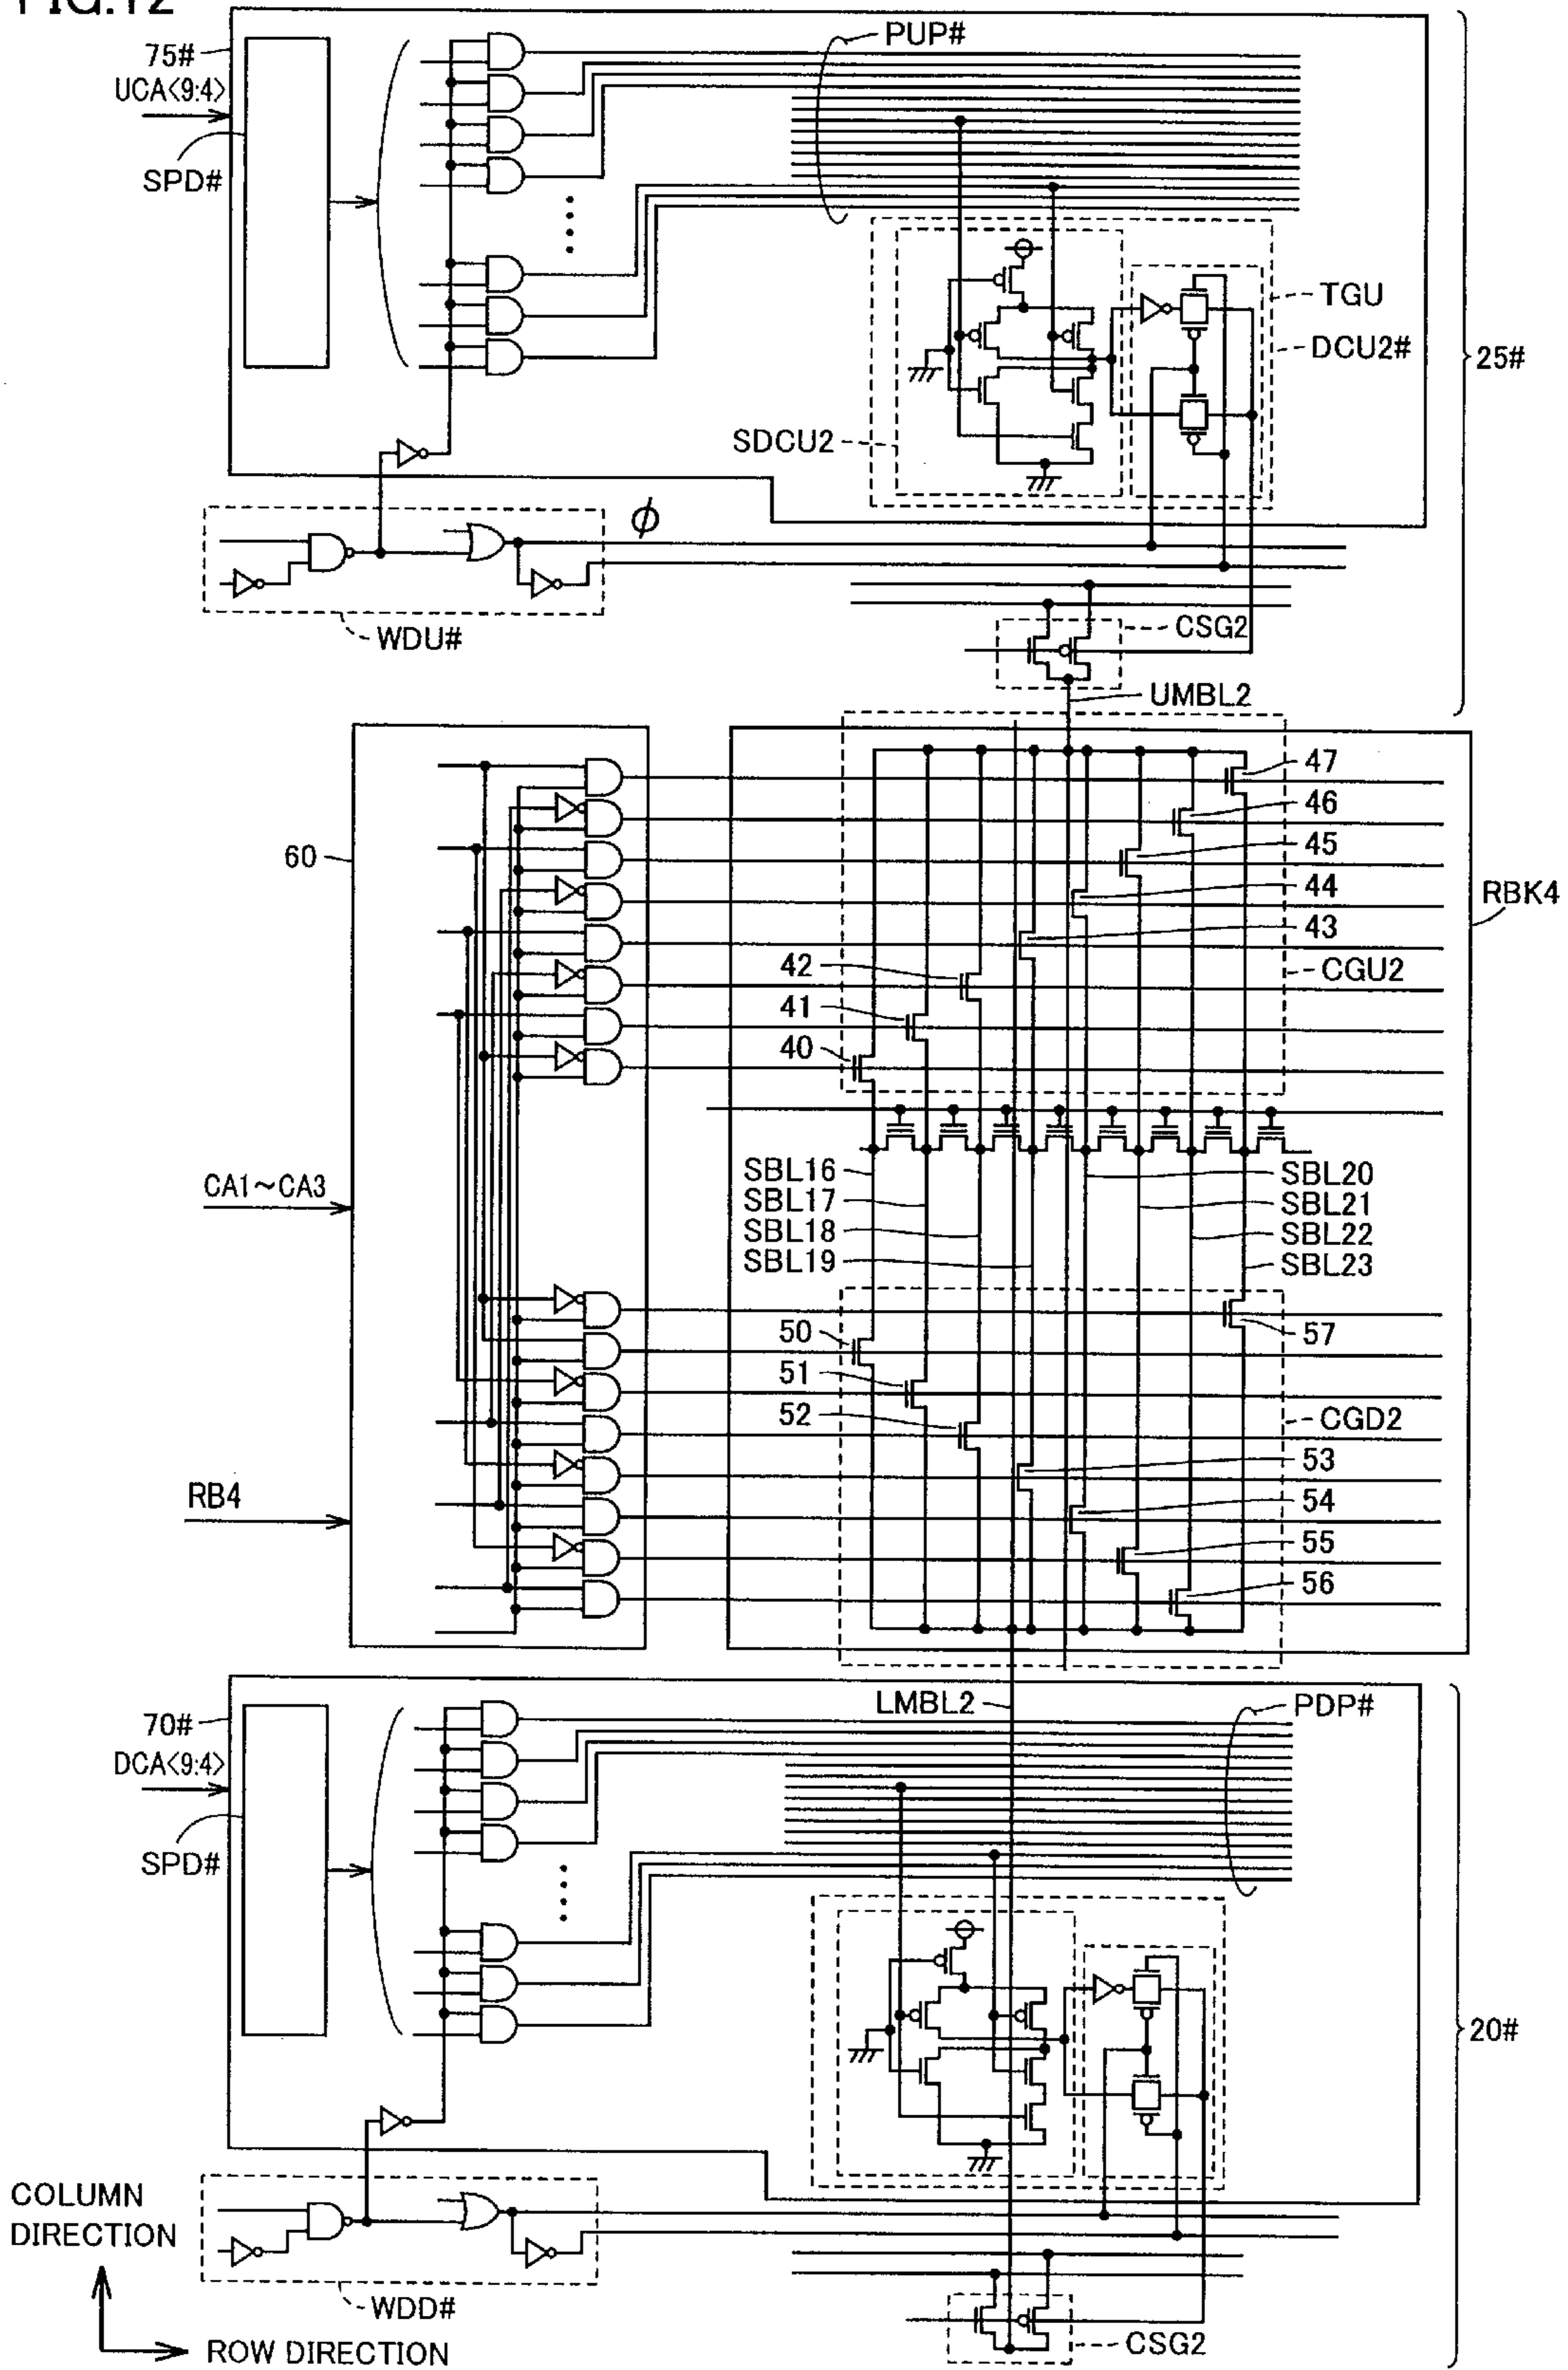 FIG.12
75#
UCA<9:4>
SPD#
PUP#
TGU
DCU2#
25#
SDCU2
ϕ
WDU#
CSG2
UMBL2
60
47
46
45
44
RBK4
43
42
CGU2
41
40
CA1~CA3
SBL16
SBL17
SBL18
SBL19
SBL20
SBL21
SBL22
SBL23
50
57
51
52
CGD2
53
RB4
54
55
56
LMBL2
PDP#
70#
DCA<9:4>
SPD#
20#
COLUMN
DIRECTION
WDD#
CSG2
ROW DIRECTION